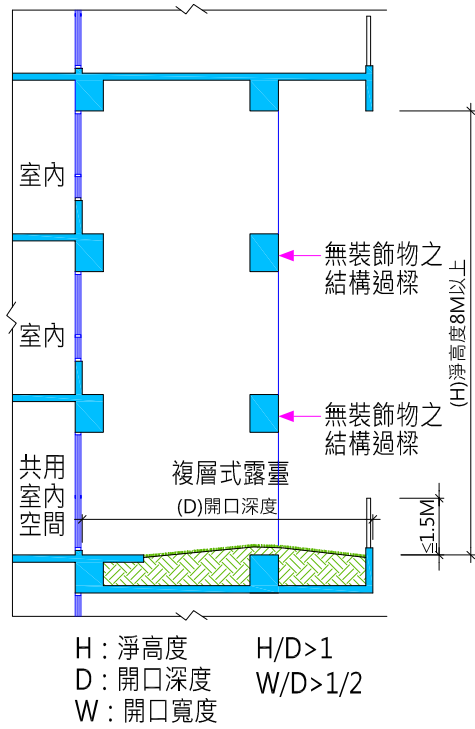 室內
無裝飾物之
結構過樑
(H)淨高度8M以上
室內
無裝飾物之
結構過樑
共用
室內
空間
複層式露臺
(D)開口深度
≤1.5M
H：淨高度
H/D>1
D：開口深度
W/D>1/2
W：開口寬度